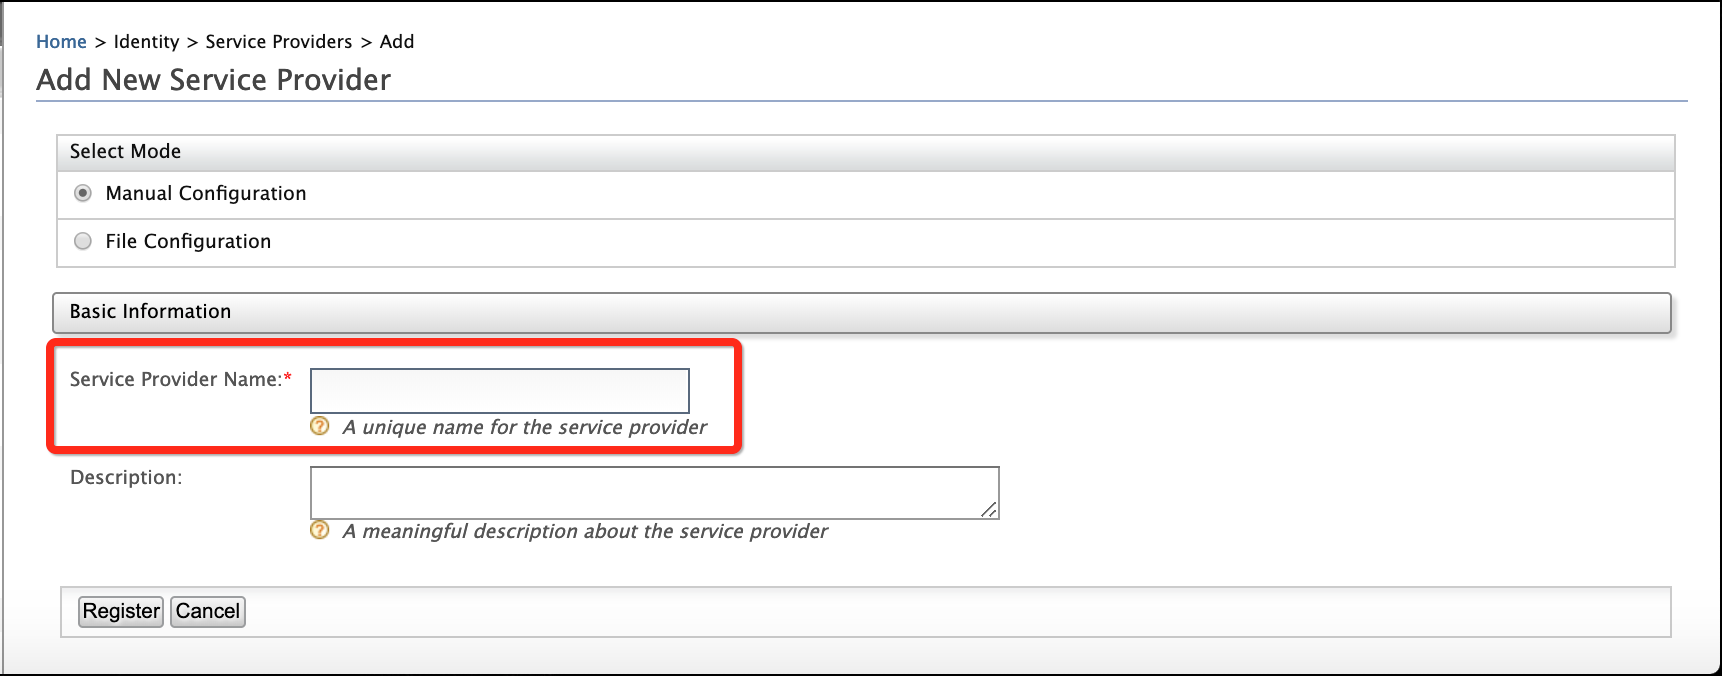 Home > Identity > Service Providers > Add
Add New Service Provider
Select Mode
Manual Configuration
File Configuration
Basic Information
Service Provider Name:*
? A unique name for the service provider
Description:
? A meaningful description about the service provider
Register Cancel